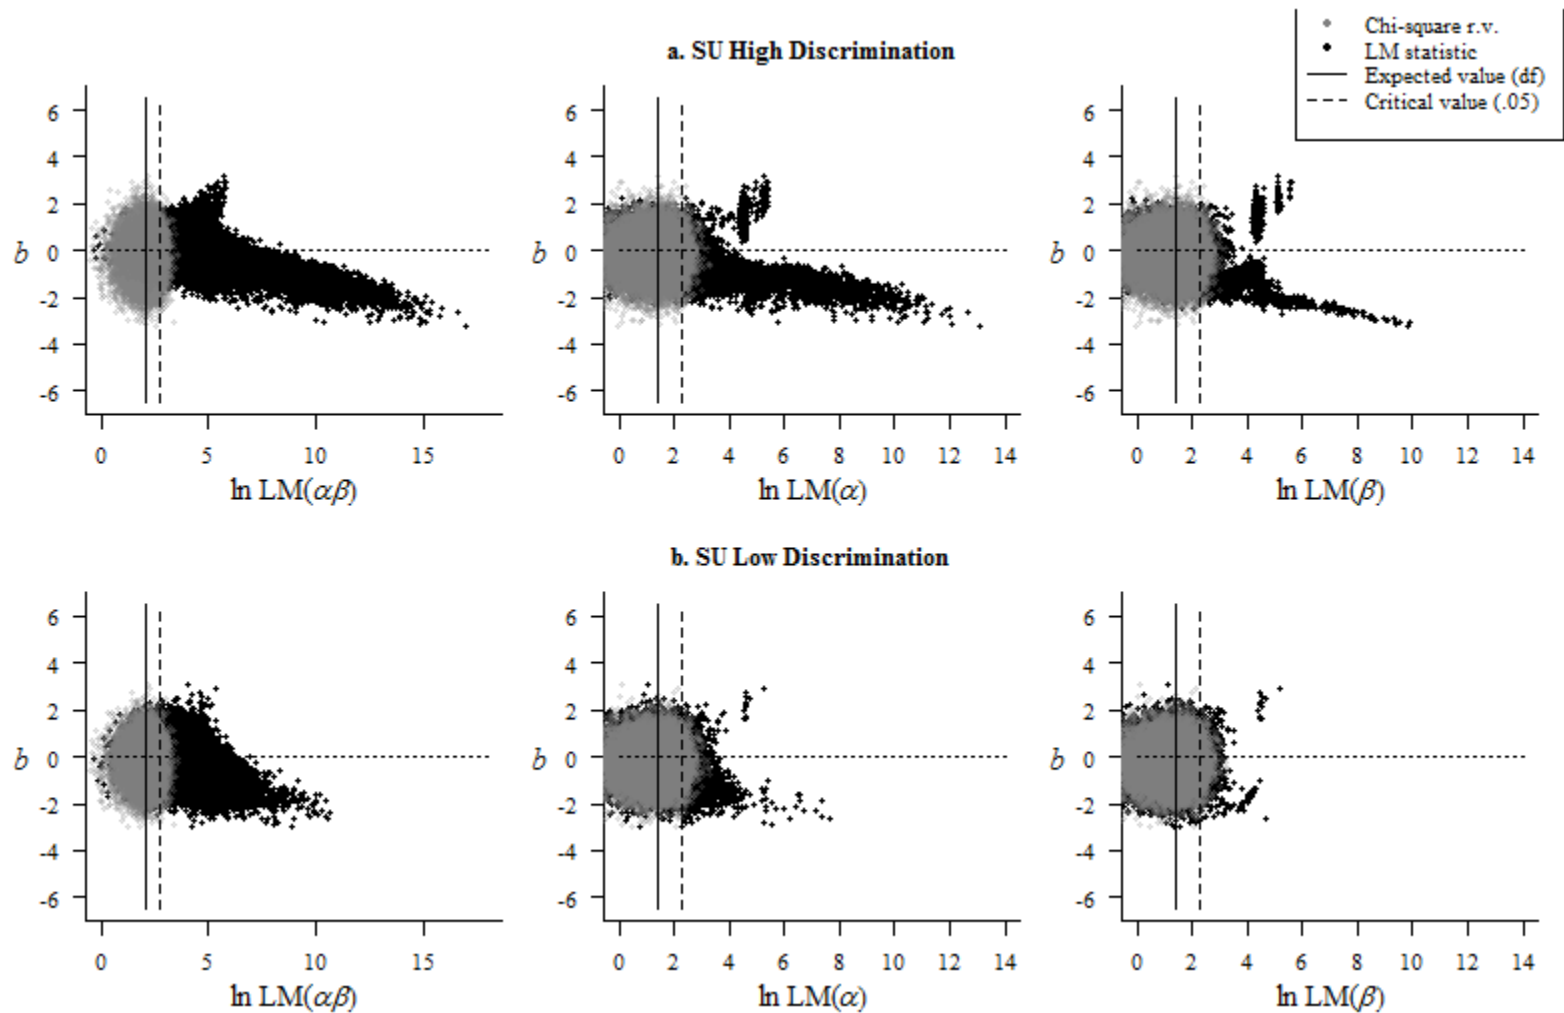 Chi-square r.v.
LM statistic
Expected value (df)
Critical value (.05)
a. SU High Discrimination
6
4
2
b 0
-2
-4
-6
0 5 10 15
ln LM(αβ)
6
4
2
b 0
-2
-4
-6
0 2 4 6 8 10 12 14
ln LM(α)
6
4
2
b 0
-2
-4
-6
0 2 4 6 8 10 12 14
ln LM(β)
b. SU Low Discrimination
6
4
2
b 0
-2
-4
-6
0 5 10 15
ln LM(αβ)
6
4
2
b 0
-2
-4
-6
0 2 4 6 8 10 12 14
ln LM(α)
6
4
2
b 0
-2
-4
-6
0 2 4 6 8 10 12 14
ln LM(β)